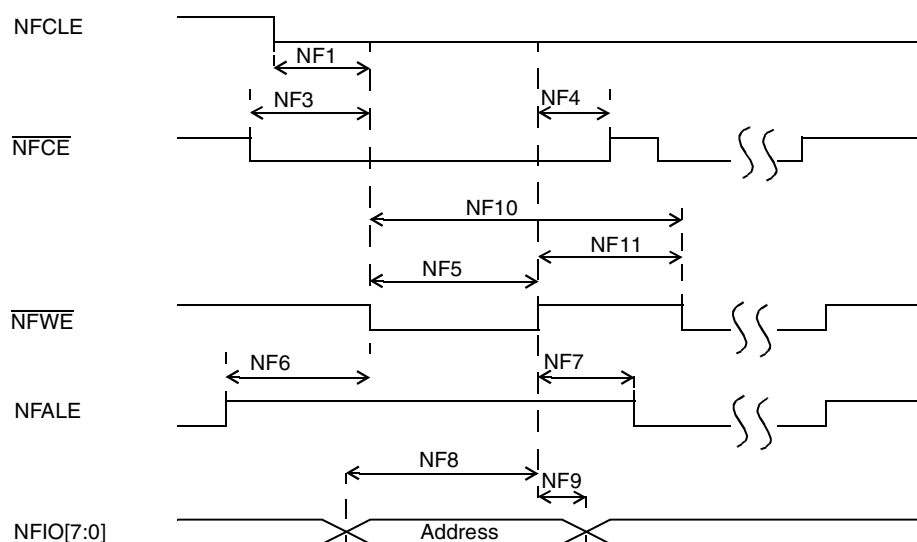 NFCLE
NF1
NF3
NF4
NFCE
NF10
NF11
NF5
NFWE
NF6
NF7
NFALE
NF8
NF9
NFIO[7:0]
Address